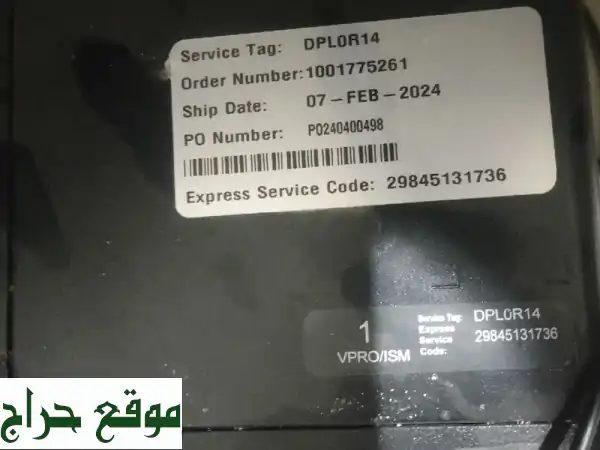 Service Tag: DPL0R14
Order Number:1001775261
Ship Date: 07-FEB-2024
PO Number: PO240400498
Express Service Code: 29845131736
1
VPRO/ISM
Service Tag: DPL0R14
Express
Service 29845131736
Code:
موقع حراج